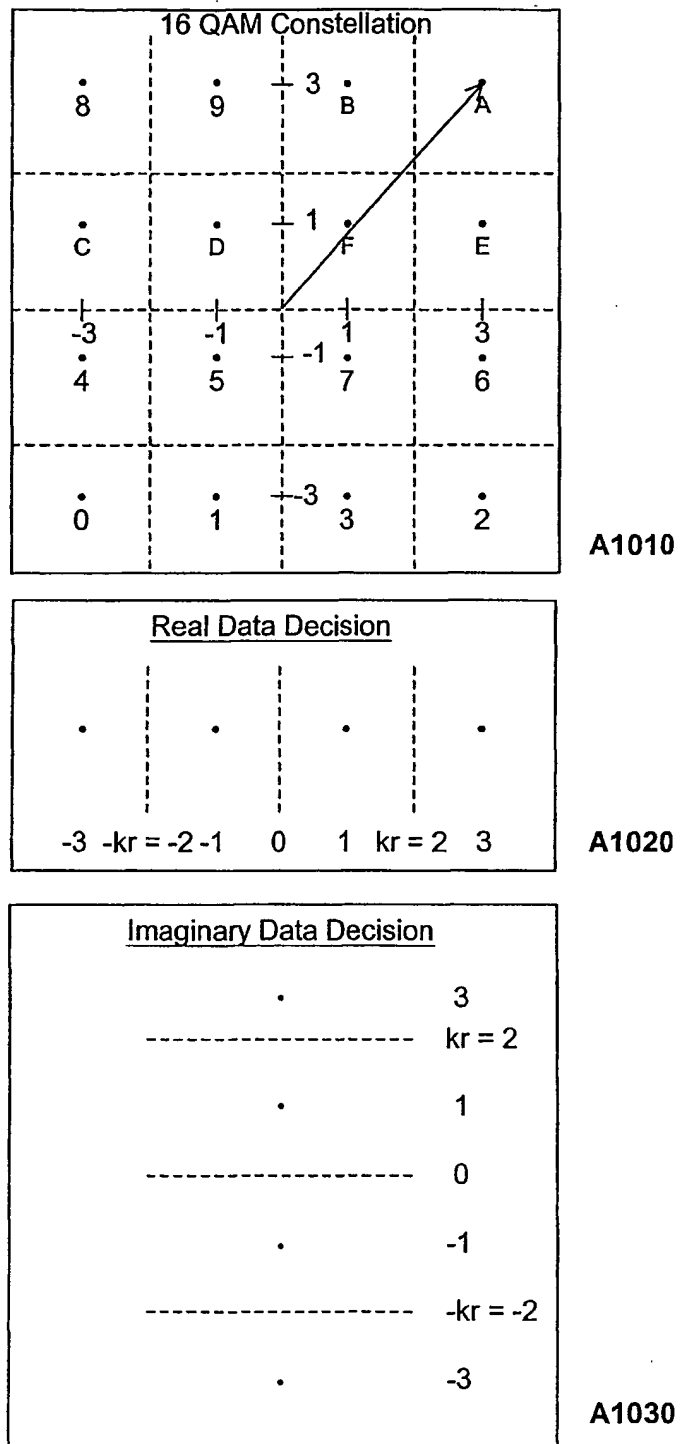 16 QAM Constellation
8 9 3 B A
C D 1 F E
-3 -1 1 3
4 5 -1 7 6
0 1 -3 3 2
A1010
Real Data Decision
-3 -kr = -2 -1 0 1 kr = 2 3
A1020
Imaginary Data Decision
3
kr = 2
1
0
-1
-kr = -2
-3
A1030